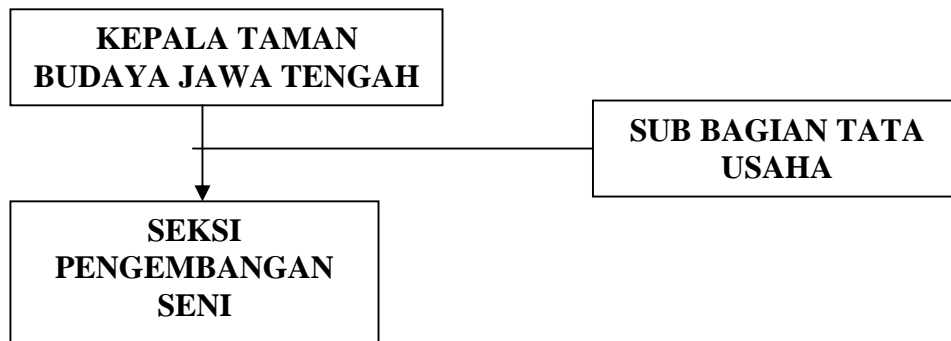 KEPALA TAMAN
BUDAYA JAWA TENGAH
SUB BAGIAN TATA
USAHA
SEKSI
PENGEMBANGAN
SENI